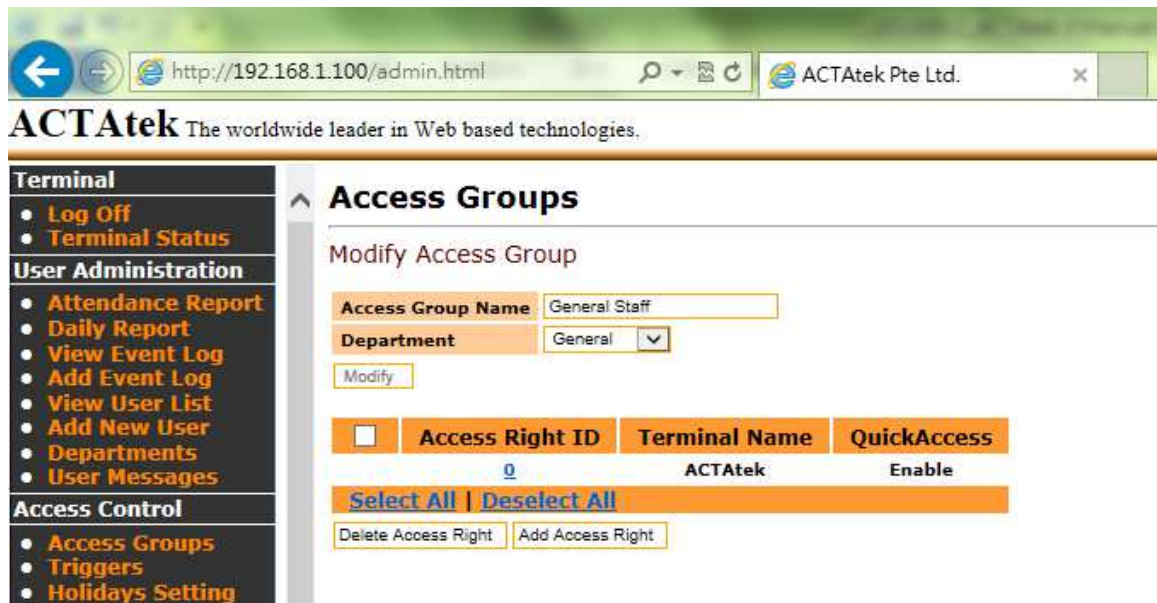 http://192.168.1.100/admin.html
ACTAtek Pte Ltd.
ACTAtek The worldwide leader in Web based technologies.
Terminal
Log Off
Terminal Status
User Administration
Attendance Report
Daily Report
View Event Log
Add Event Log
View User List
Add New User
Departments
User Messages
Access Control
Access Groups
Triggers
Holidays Setting
Access Groups
Modify Access Group
Access Group Name General Staff
Department General
Modify
Access Right ID Terminal Name QuickAccess
0 ACTAtek Enable
Select All | Deselect All
Delete Access Right Add Access Right